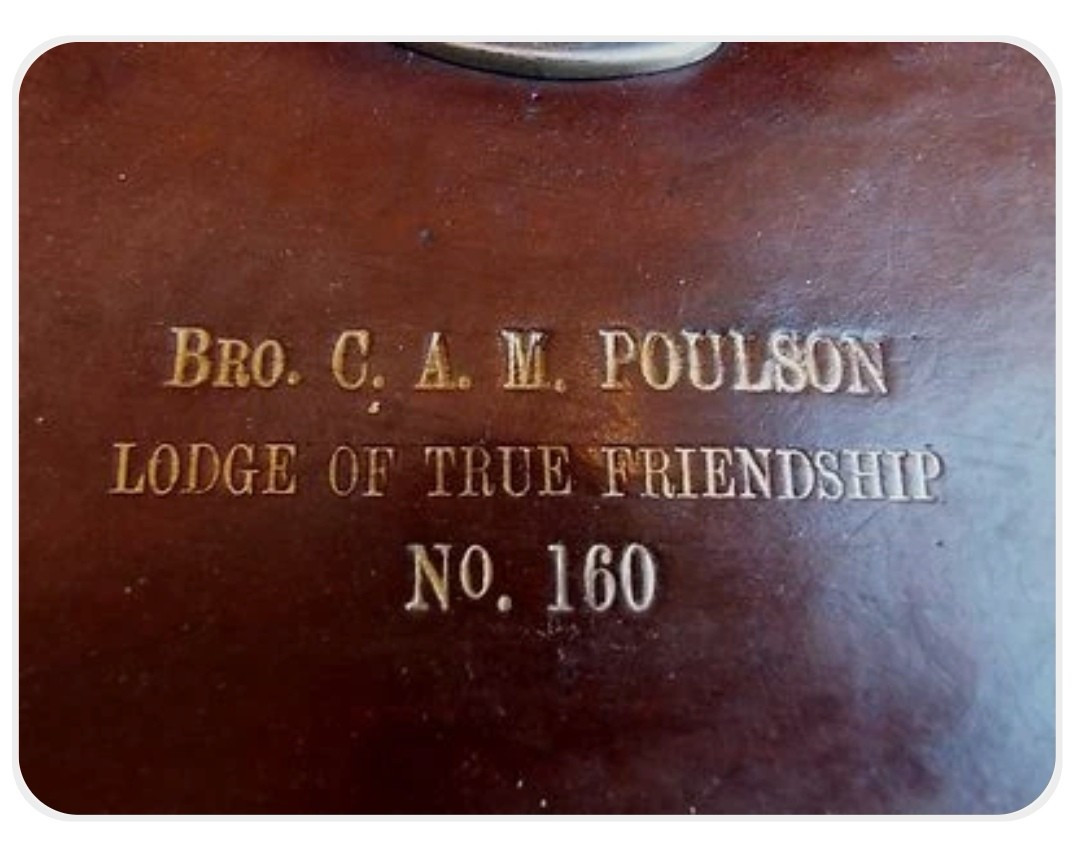 BRO. C. A. M. POULSON
LODGE OF TRUE FRIENDSHIP
NO. 160